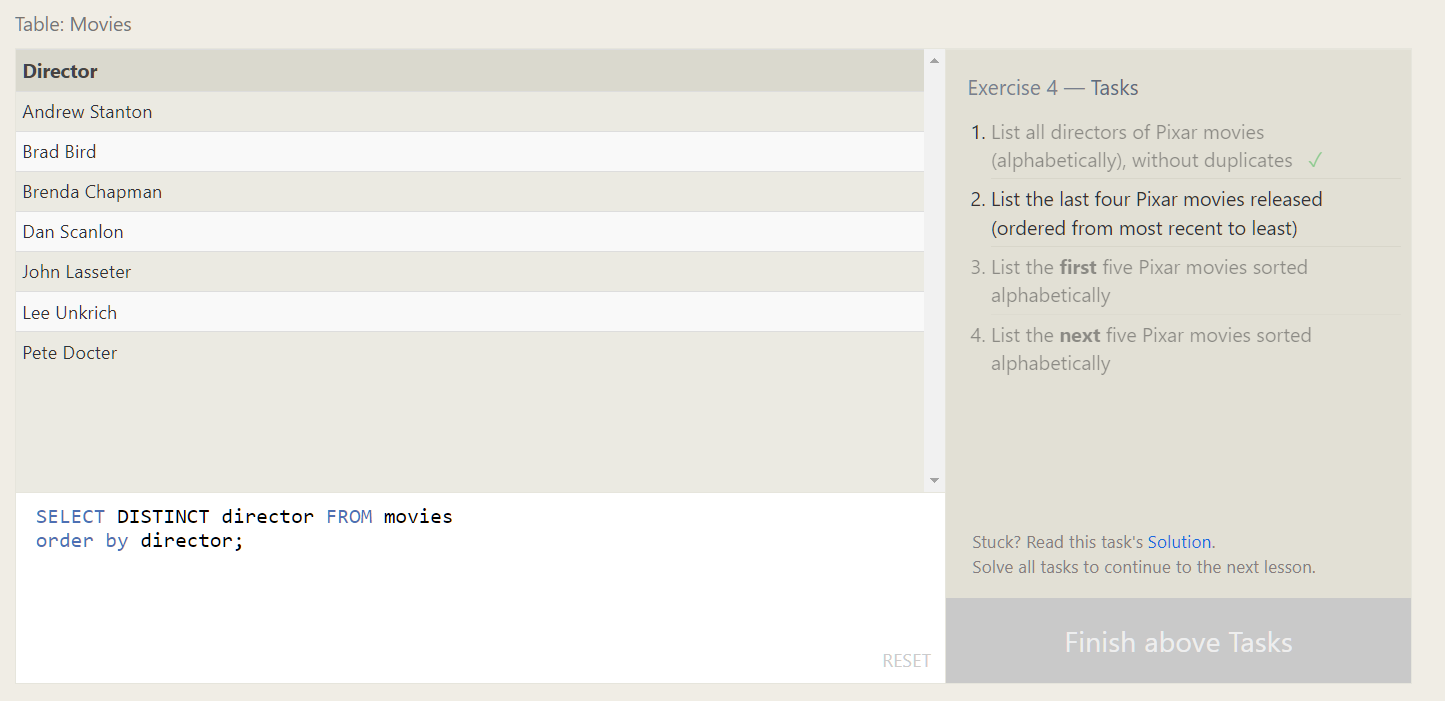 Table: Movies
Director
Andrew Stanton
Brad Bird
Brenda Chapman
Dan Scanlon
John Lasseter
Lee Unkrich
Pete Docter
SELECT DISTINCT director FROM movies
order by director;
RESET
Exercise 4 — Tasks
1. List all directors of Pixar movies
(alphabetically), without duplicates ✓
2. List the last four Pixar movies released
(ordered from most recent to least)
3. List the first five Pixar movies sorted
alphabetically
4. List the next five Pixar movies sorted
alphabetically
Stuck? Read this task's Solution.
Solve all tasks to continue to the next lesson.
Finish above Tasks